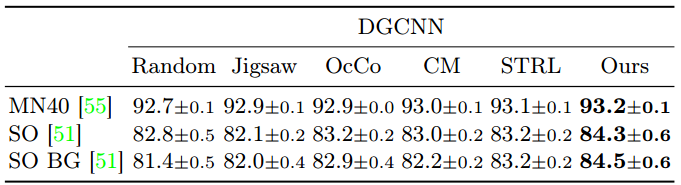 DGCNN
Random Jigsaw OcCo CM STRL Ours
MN40 [55] 92.7±0.1 92.9±0.1 92.9±0.0 93.0±0.1 93.1±0.1 93.2±0.1
SO [51] 82.8±0.5 82.1±0.2 83.2±0.2 83.0±0.2 83.2±0.2 84.3±0.6
SO BG [51] 81.4±0.5 82.0±0.4 82.9±0.4 82.2±0.2 83.2±0.2 84.5±0.6